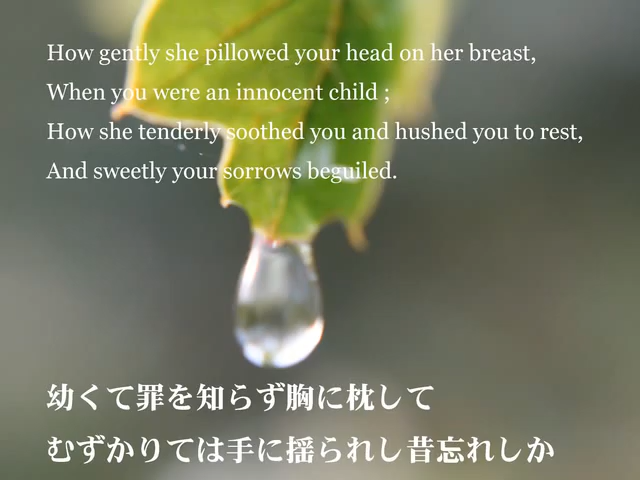 How gently she pillowed your head on her breast,
When you were an innocent child ;
How she tenderly soothed you and hushed you to rest,
And sweetly your sorrows beguiled.
幼くて罪を知らず胸に枕して
むずかりては手に揺られし昔忘れしか